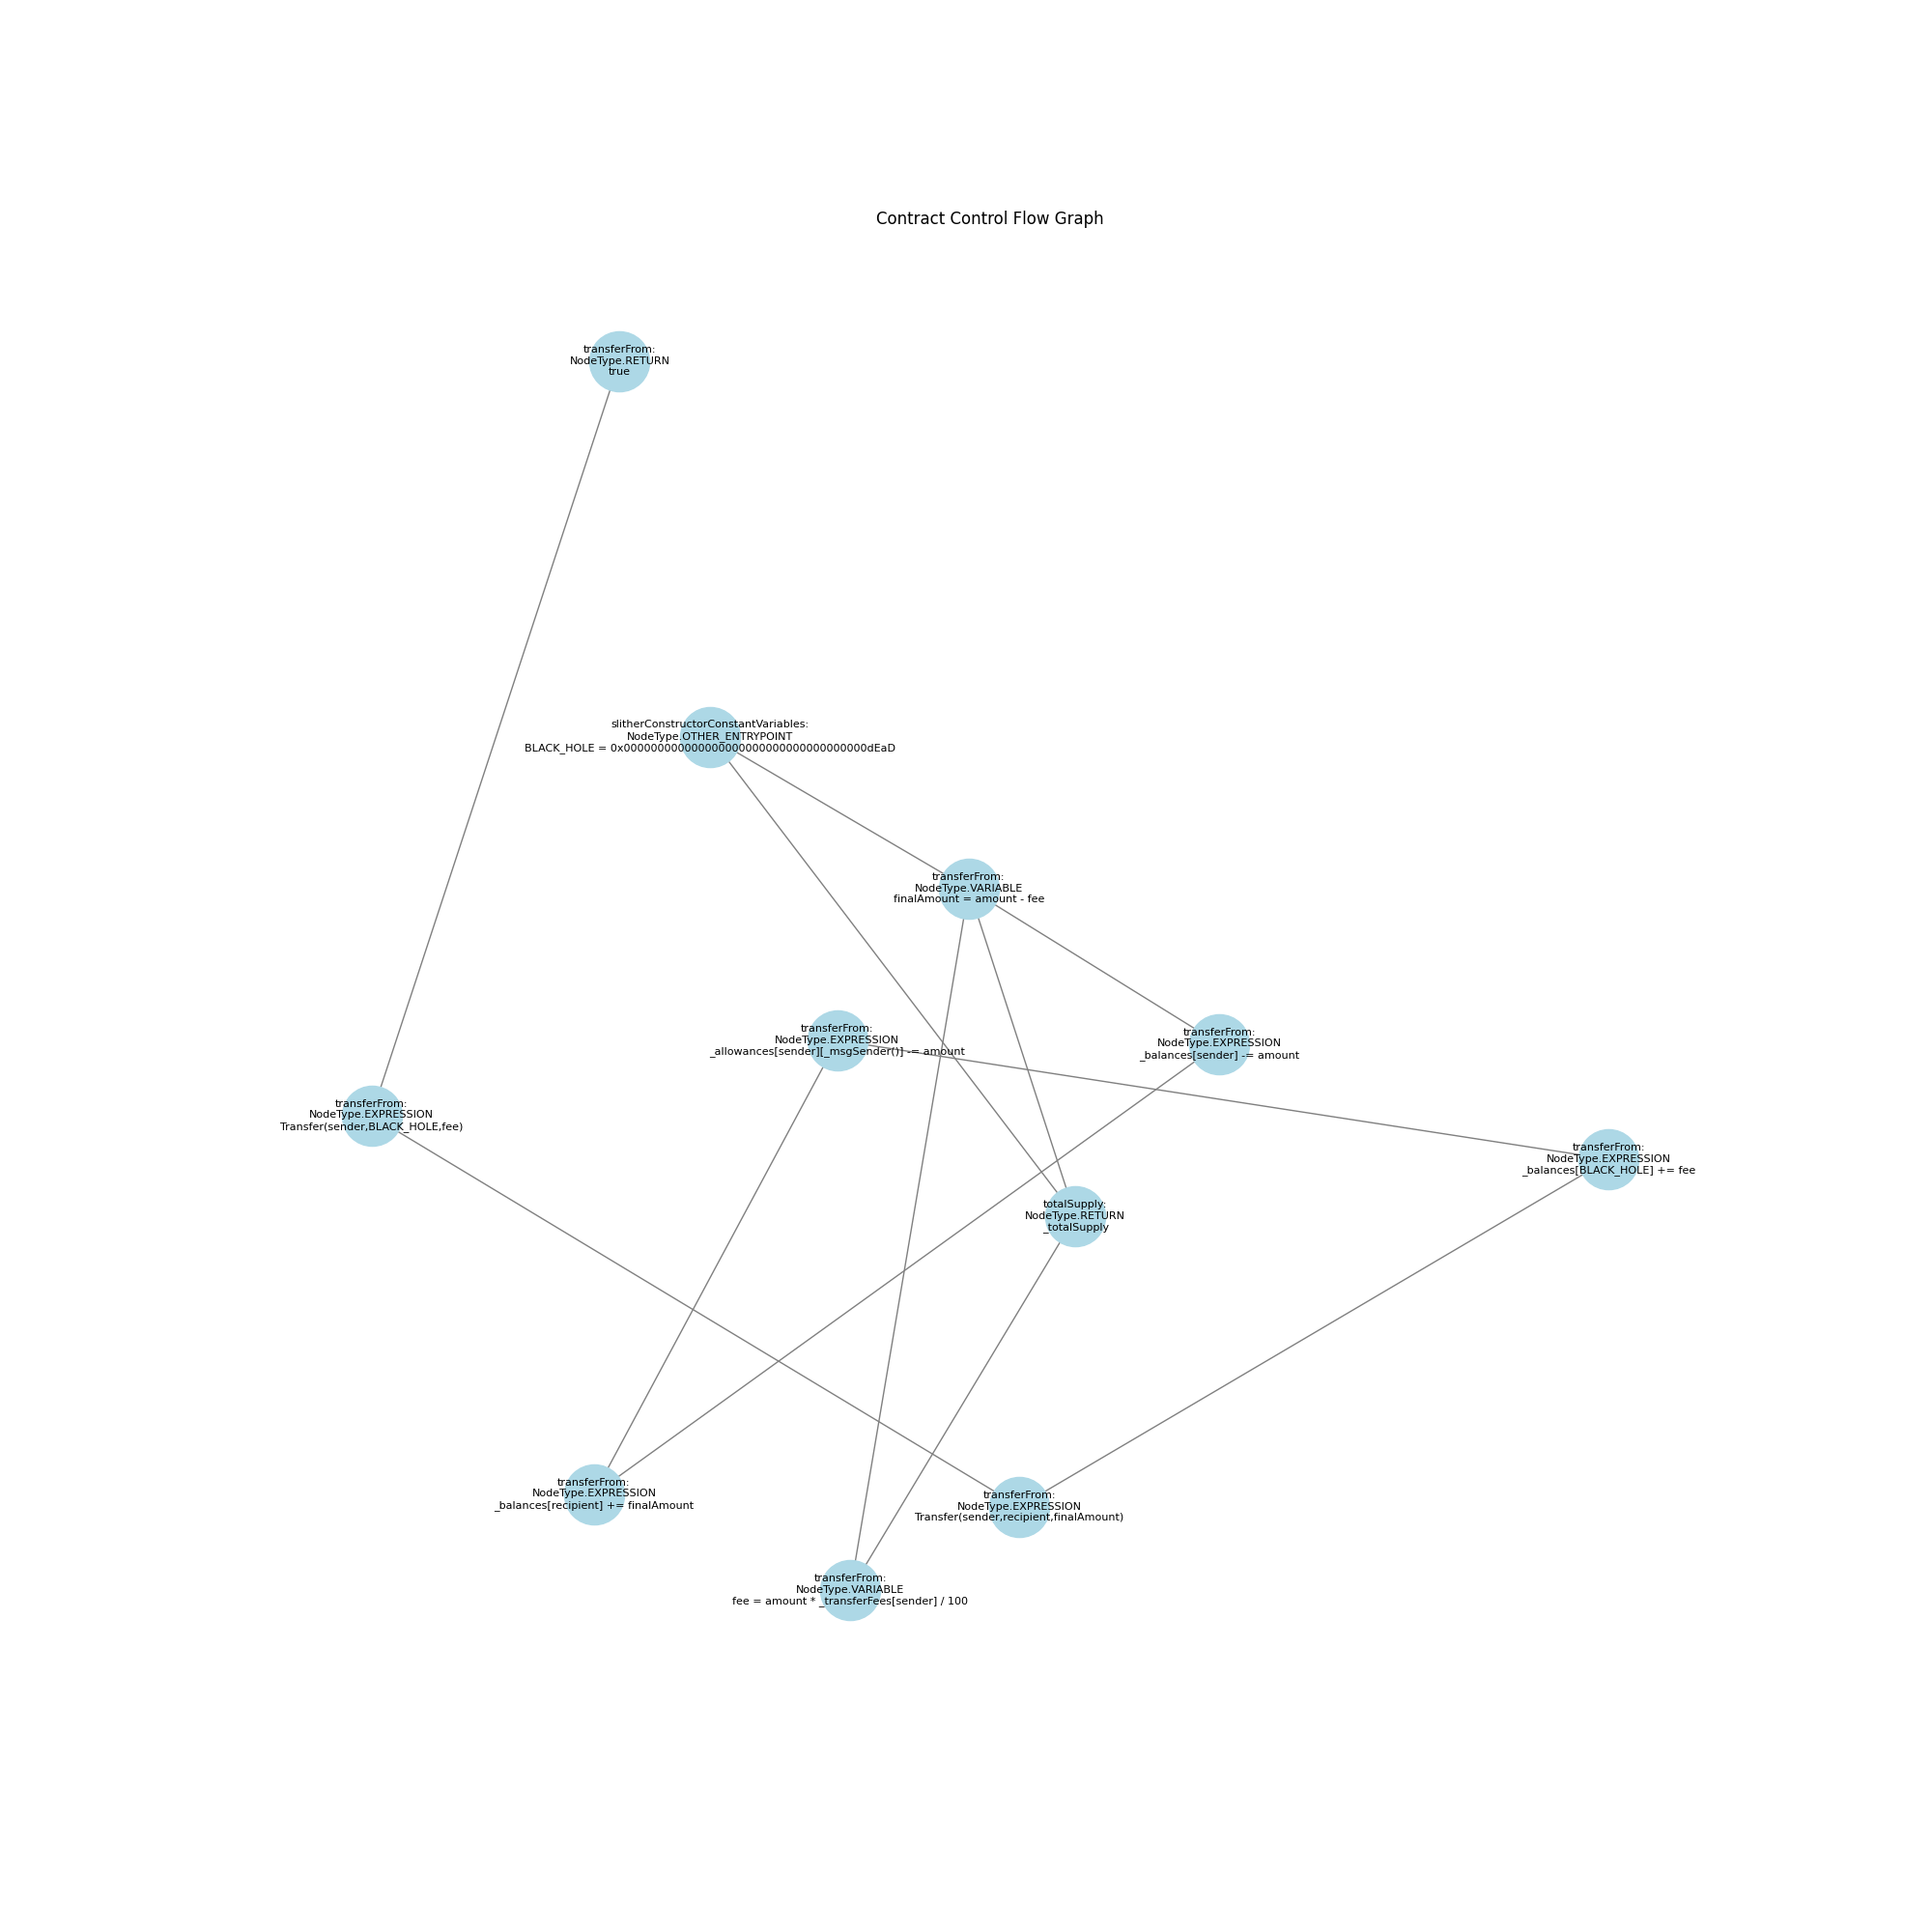 Contract Control Flow Graph
transferFrom:
NodeType.RETURN
true
slitherConstructorConstantVariables:
NodeType.OTHER_ENTRYPOINT
BLACK_HOLE = 0x000000000000000000000000000000000000dEaD
transferFrom:
NodeType.VARIABLE
finalAmount = amount - fee
transferFrom:
NodeType.EXPRESSION
_allowances[sender][_msgSender()] -= amount
transferFrom:
NodeType.EXPRESSION
_balances[sender] -= amount
transferFrom:
NodeType.EXPRESSION
Transfer(sender,BLACK_HOLE,fee)
transferFrom:
NodeType.EXPRESSION
_balances[BLACK_HOLE] += fee
totalSupply:
NodeType.RETURN
_totalSupply
transferFrom:
NodeType.EXPRESSION
_balances[recipient] += finalAmount
transferFrom:
NodeType.EXPRESSION
Transfer(sender,recipient,finalAmount)
transferFrom:
NodeType.VARIABLE
fee = amount * _transferFees[sender] / 100